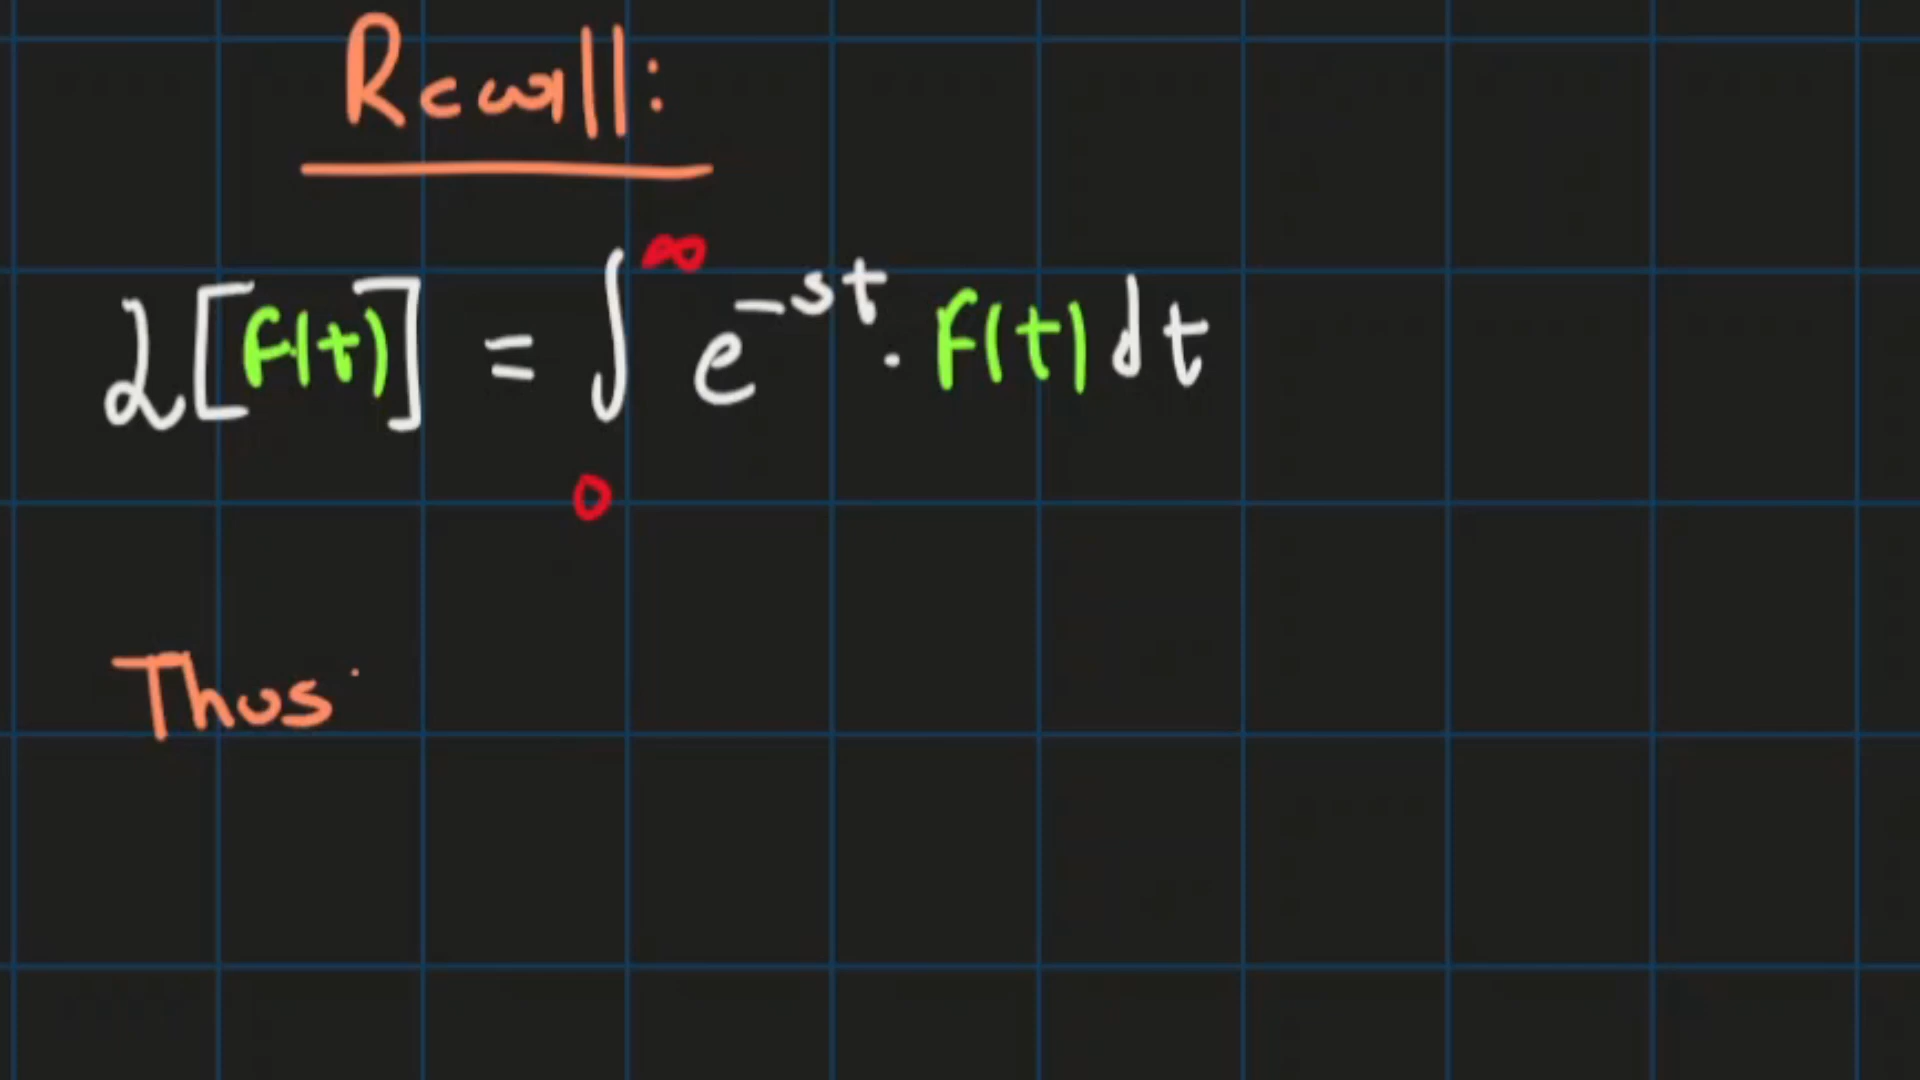 Recall:
ℒ[F(t)] = ∫₀^∞ e^{-st} · F(t) dt
Thus